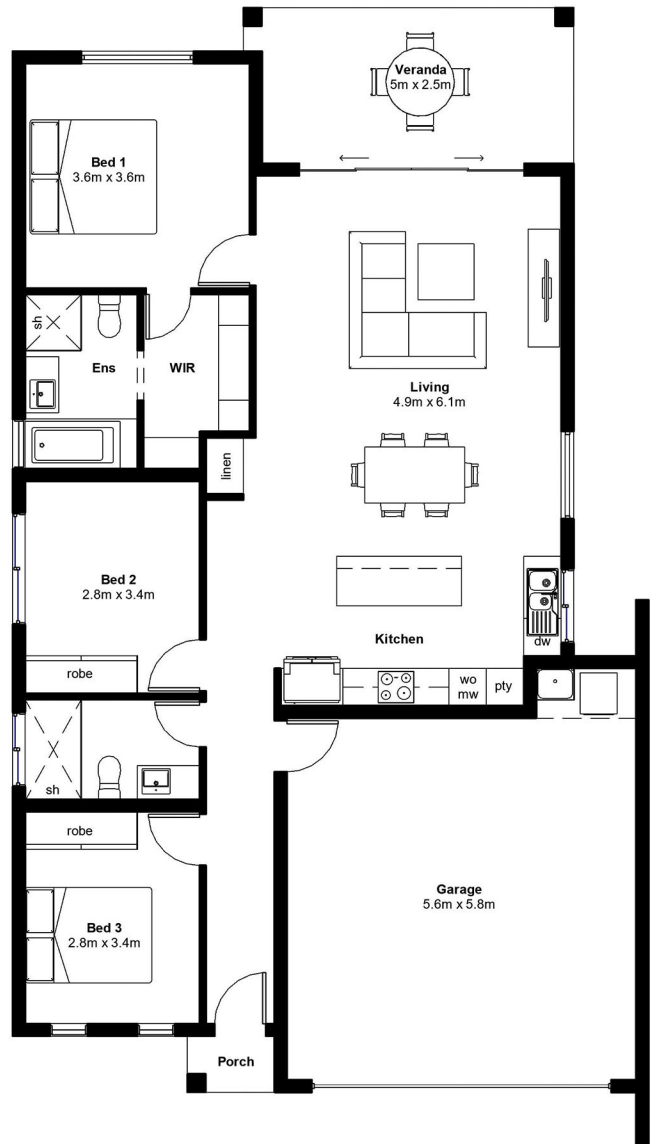 Veranda
5m x 2.5m
Bed 1
3.6m x 3.6m
sh
Ens
WIR
Living
4.9m x 6.1m
linen
Bed 2
2.8m x 3.4m
Kitchen
dw
robe
wo
mw
pty
sh
robe
Garage
5.6m x 5.8m
Bed 3
2.8m x 3.4m
Porch